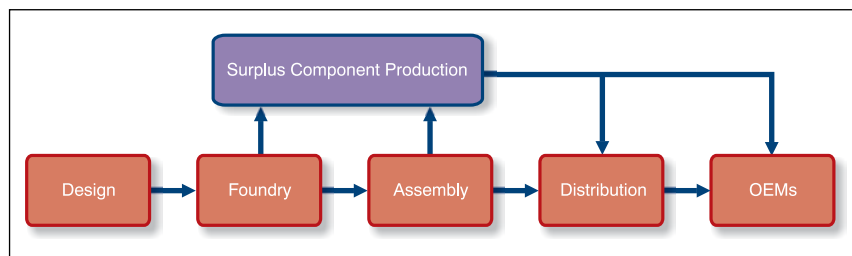 Surplus Component Production
Design
Foundry
Assembly
Distribution
OEMs